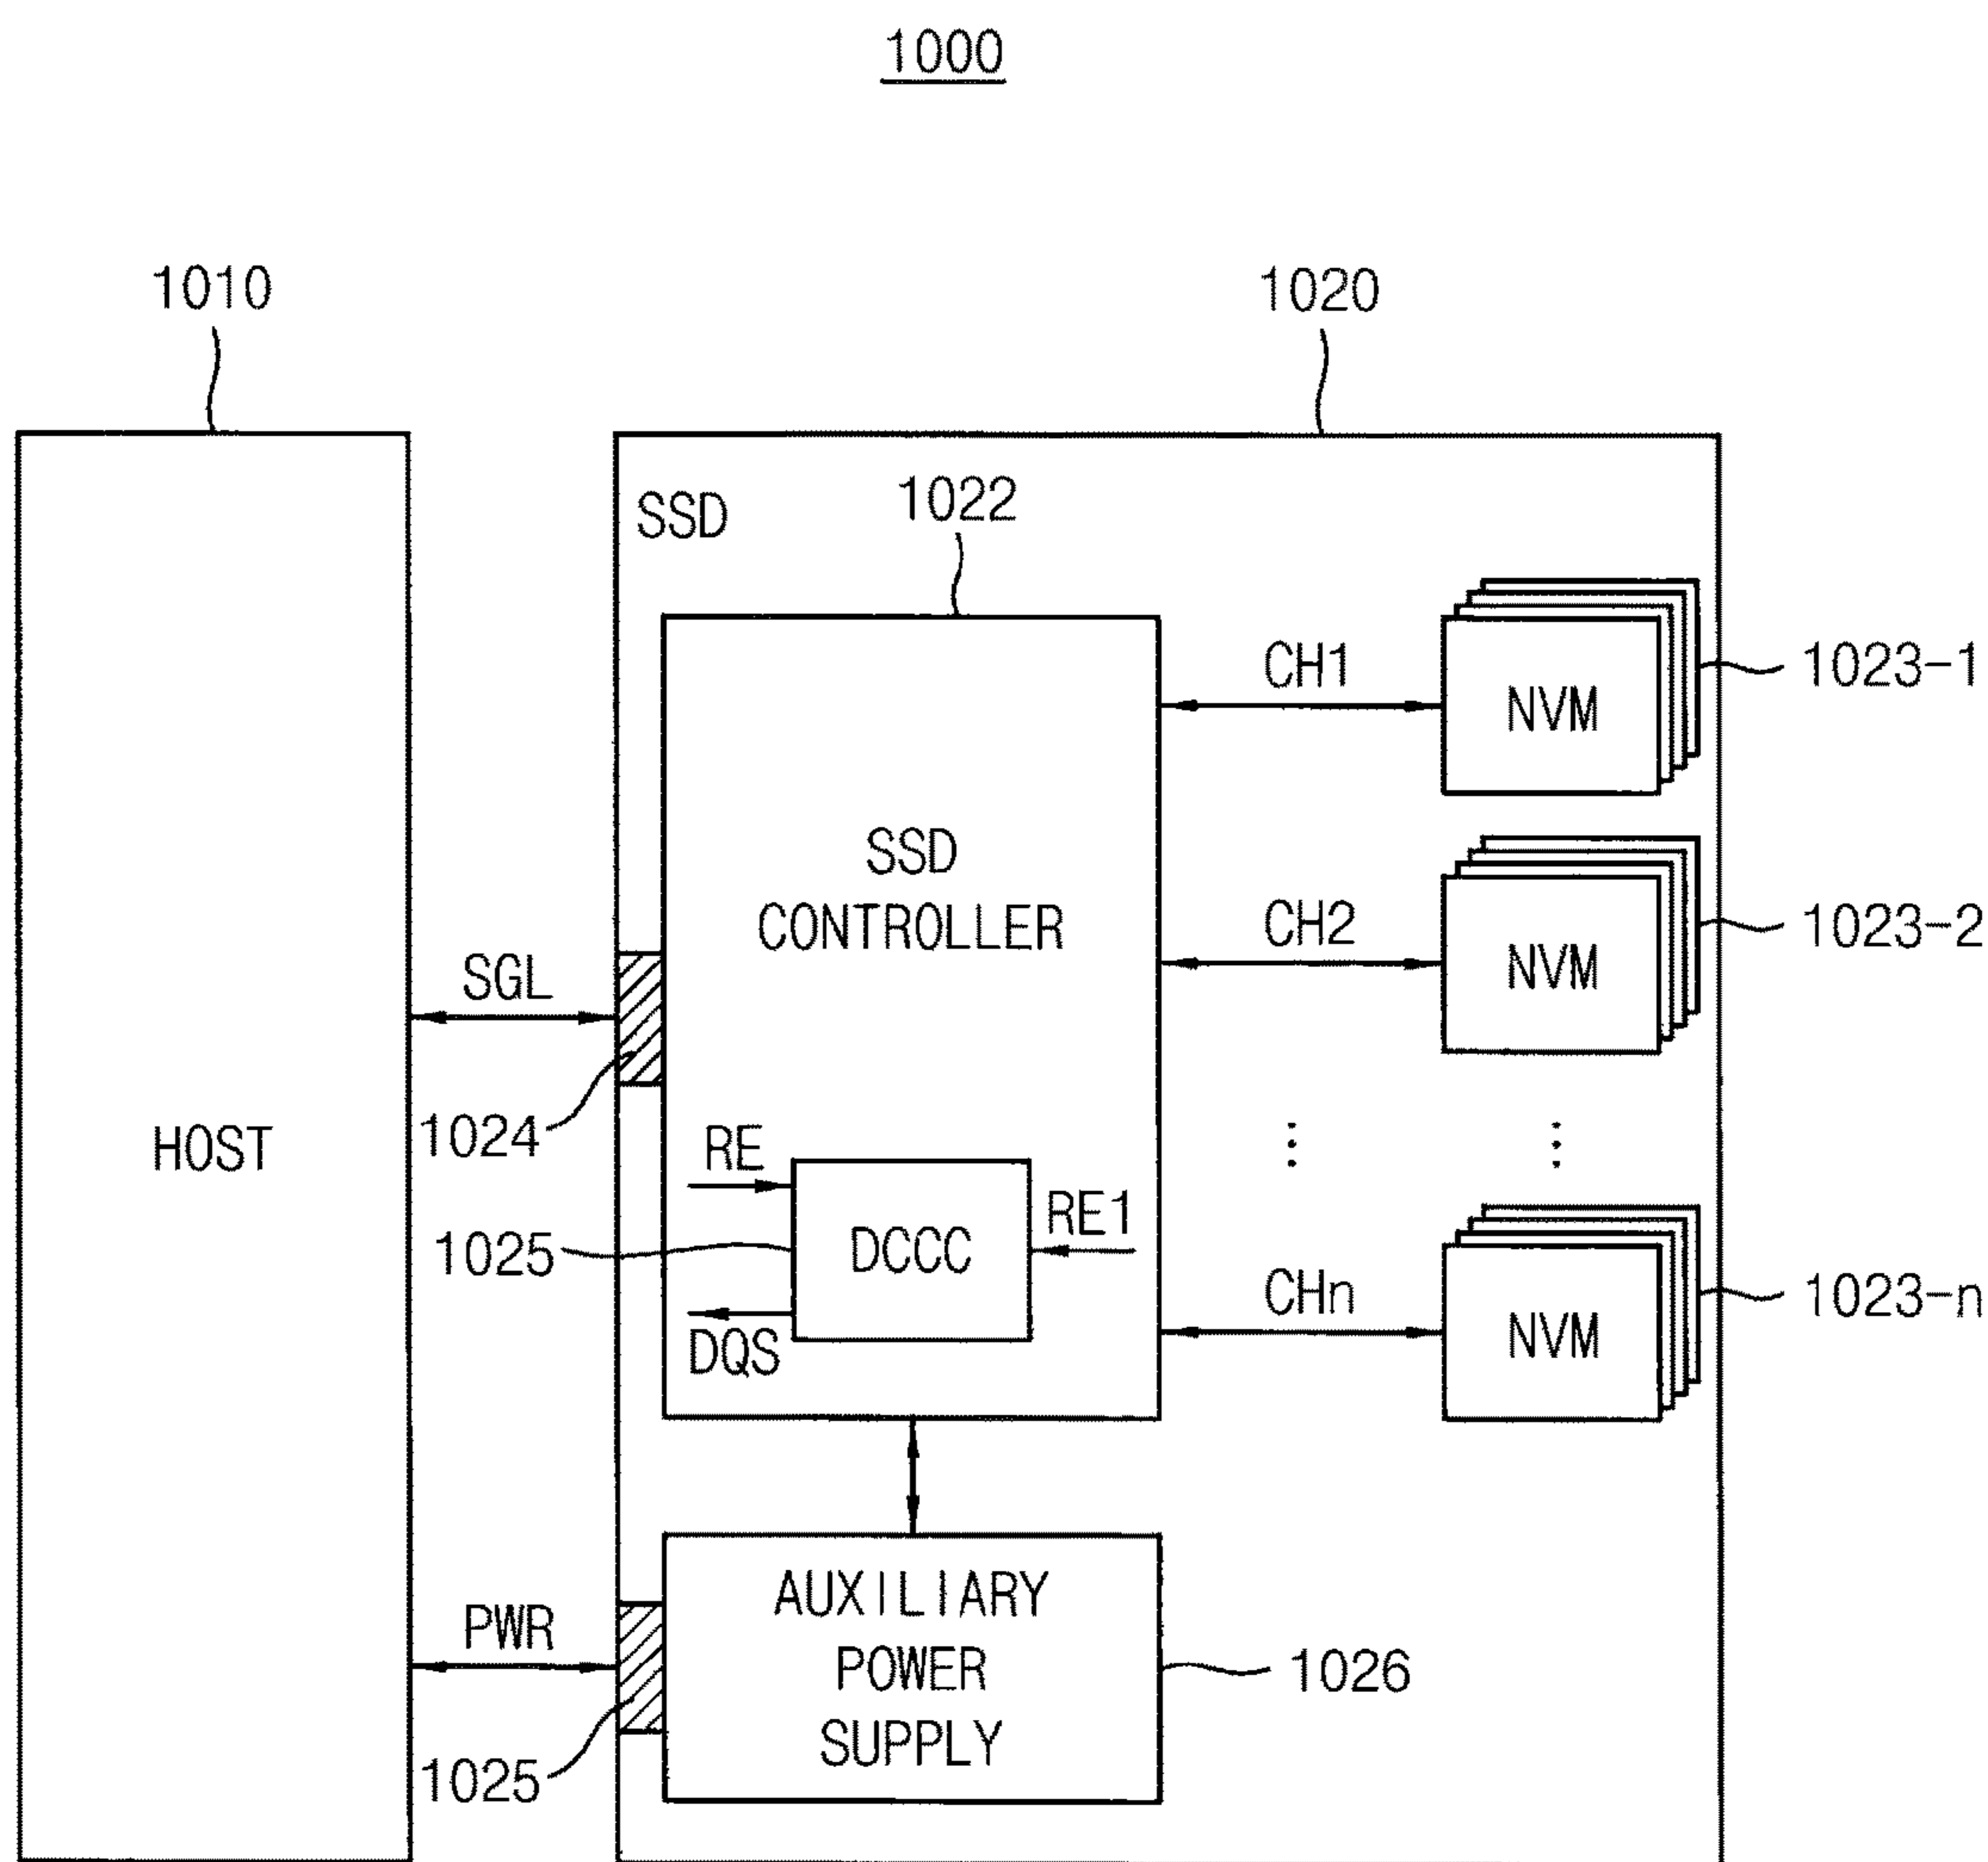 1000
1010
1020
SSD
1022
CH1
1023-1
NVM
SSD
CONTROLLER
CH2
1023-2
NVM
SGL
1024
HOST
RE
RE1
1025
DCCC
DQS
CHn
1023-n
NVM
AUXILIARY
POWER
SUPPLY
PWR
1026
1025